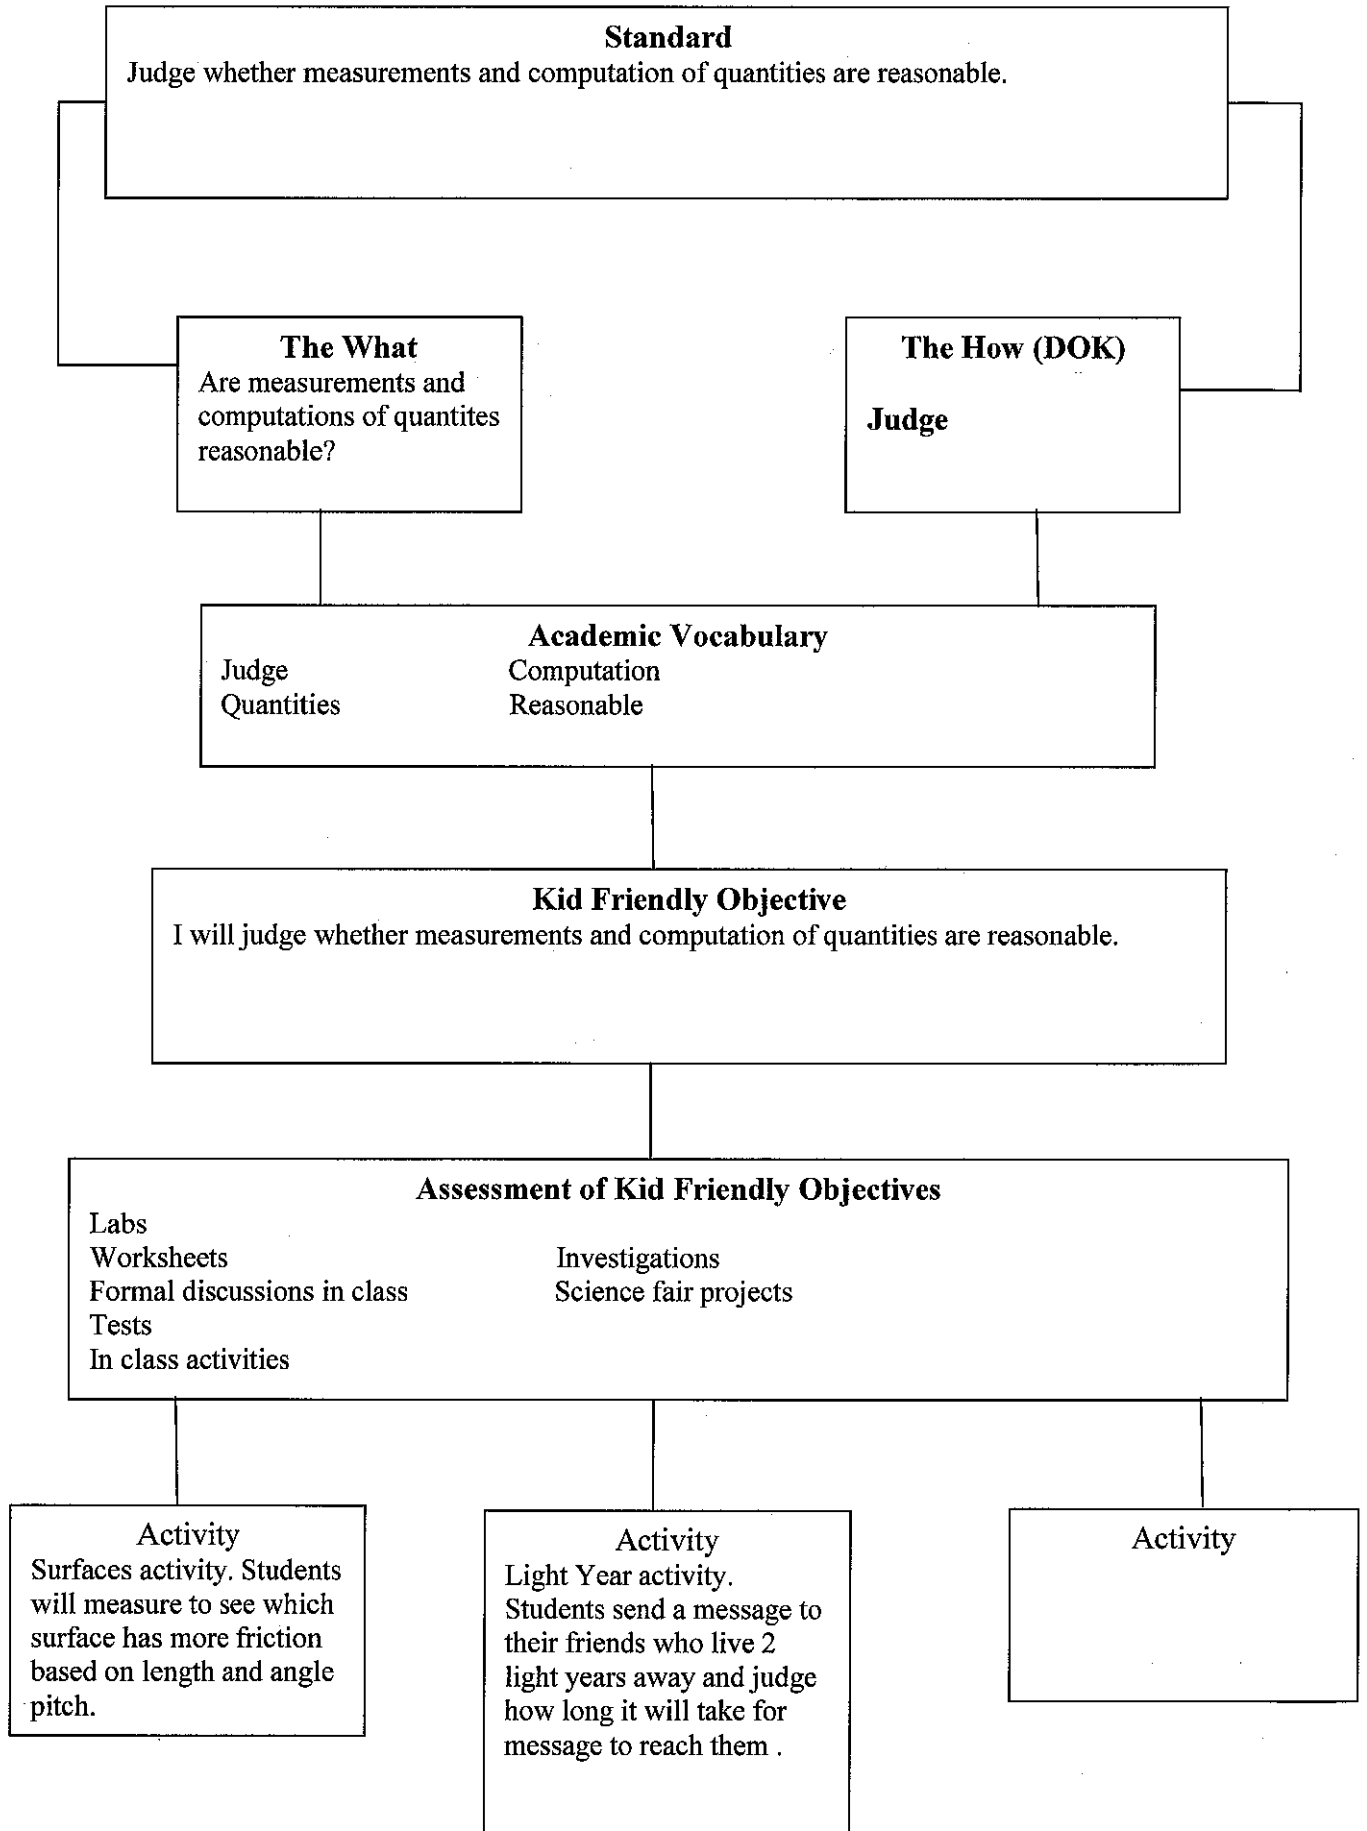 Standard
Judge whether measurements and computation of quantities are reasonable.
The What
Are measurements and
computations of quantites
reasonable?
The How (DOK)
Judge
Academic Vocabulary
Judge Computation
Quantities Reasonable
Kid Friendly Objective
I will judge whether measurements and computation of quantities are reasonable.
Assessment of Kid Friendly Objectives
Labs
Worksheets Investigations
Formal discussions in class Science fair projects
Tests
In class activities
Activity
Surfaces activity. Students
will measure to see which
surface has more friction
based on length and angle
pitch.
Activity
Light Year activity.
Students send a message to
their friends who live 2
light years away and judge
how long it will take for
message to reach them .
Activity